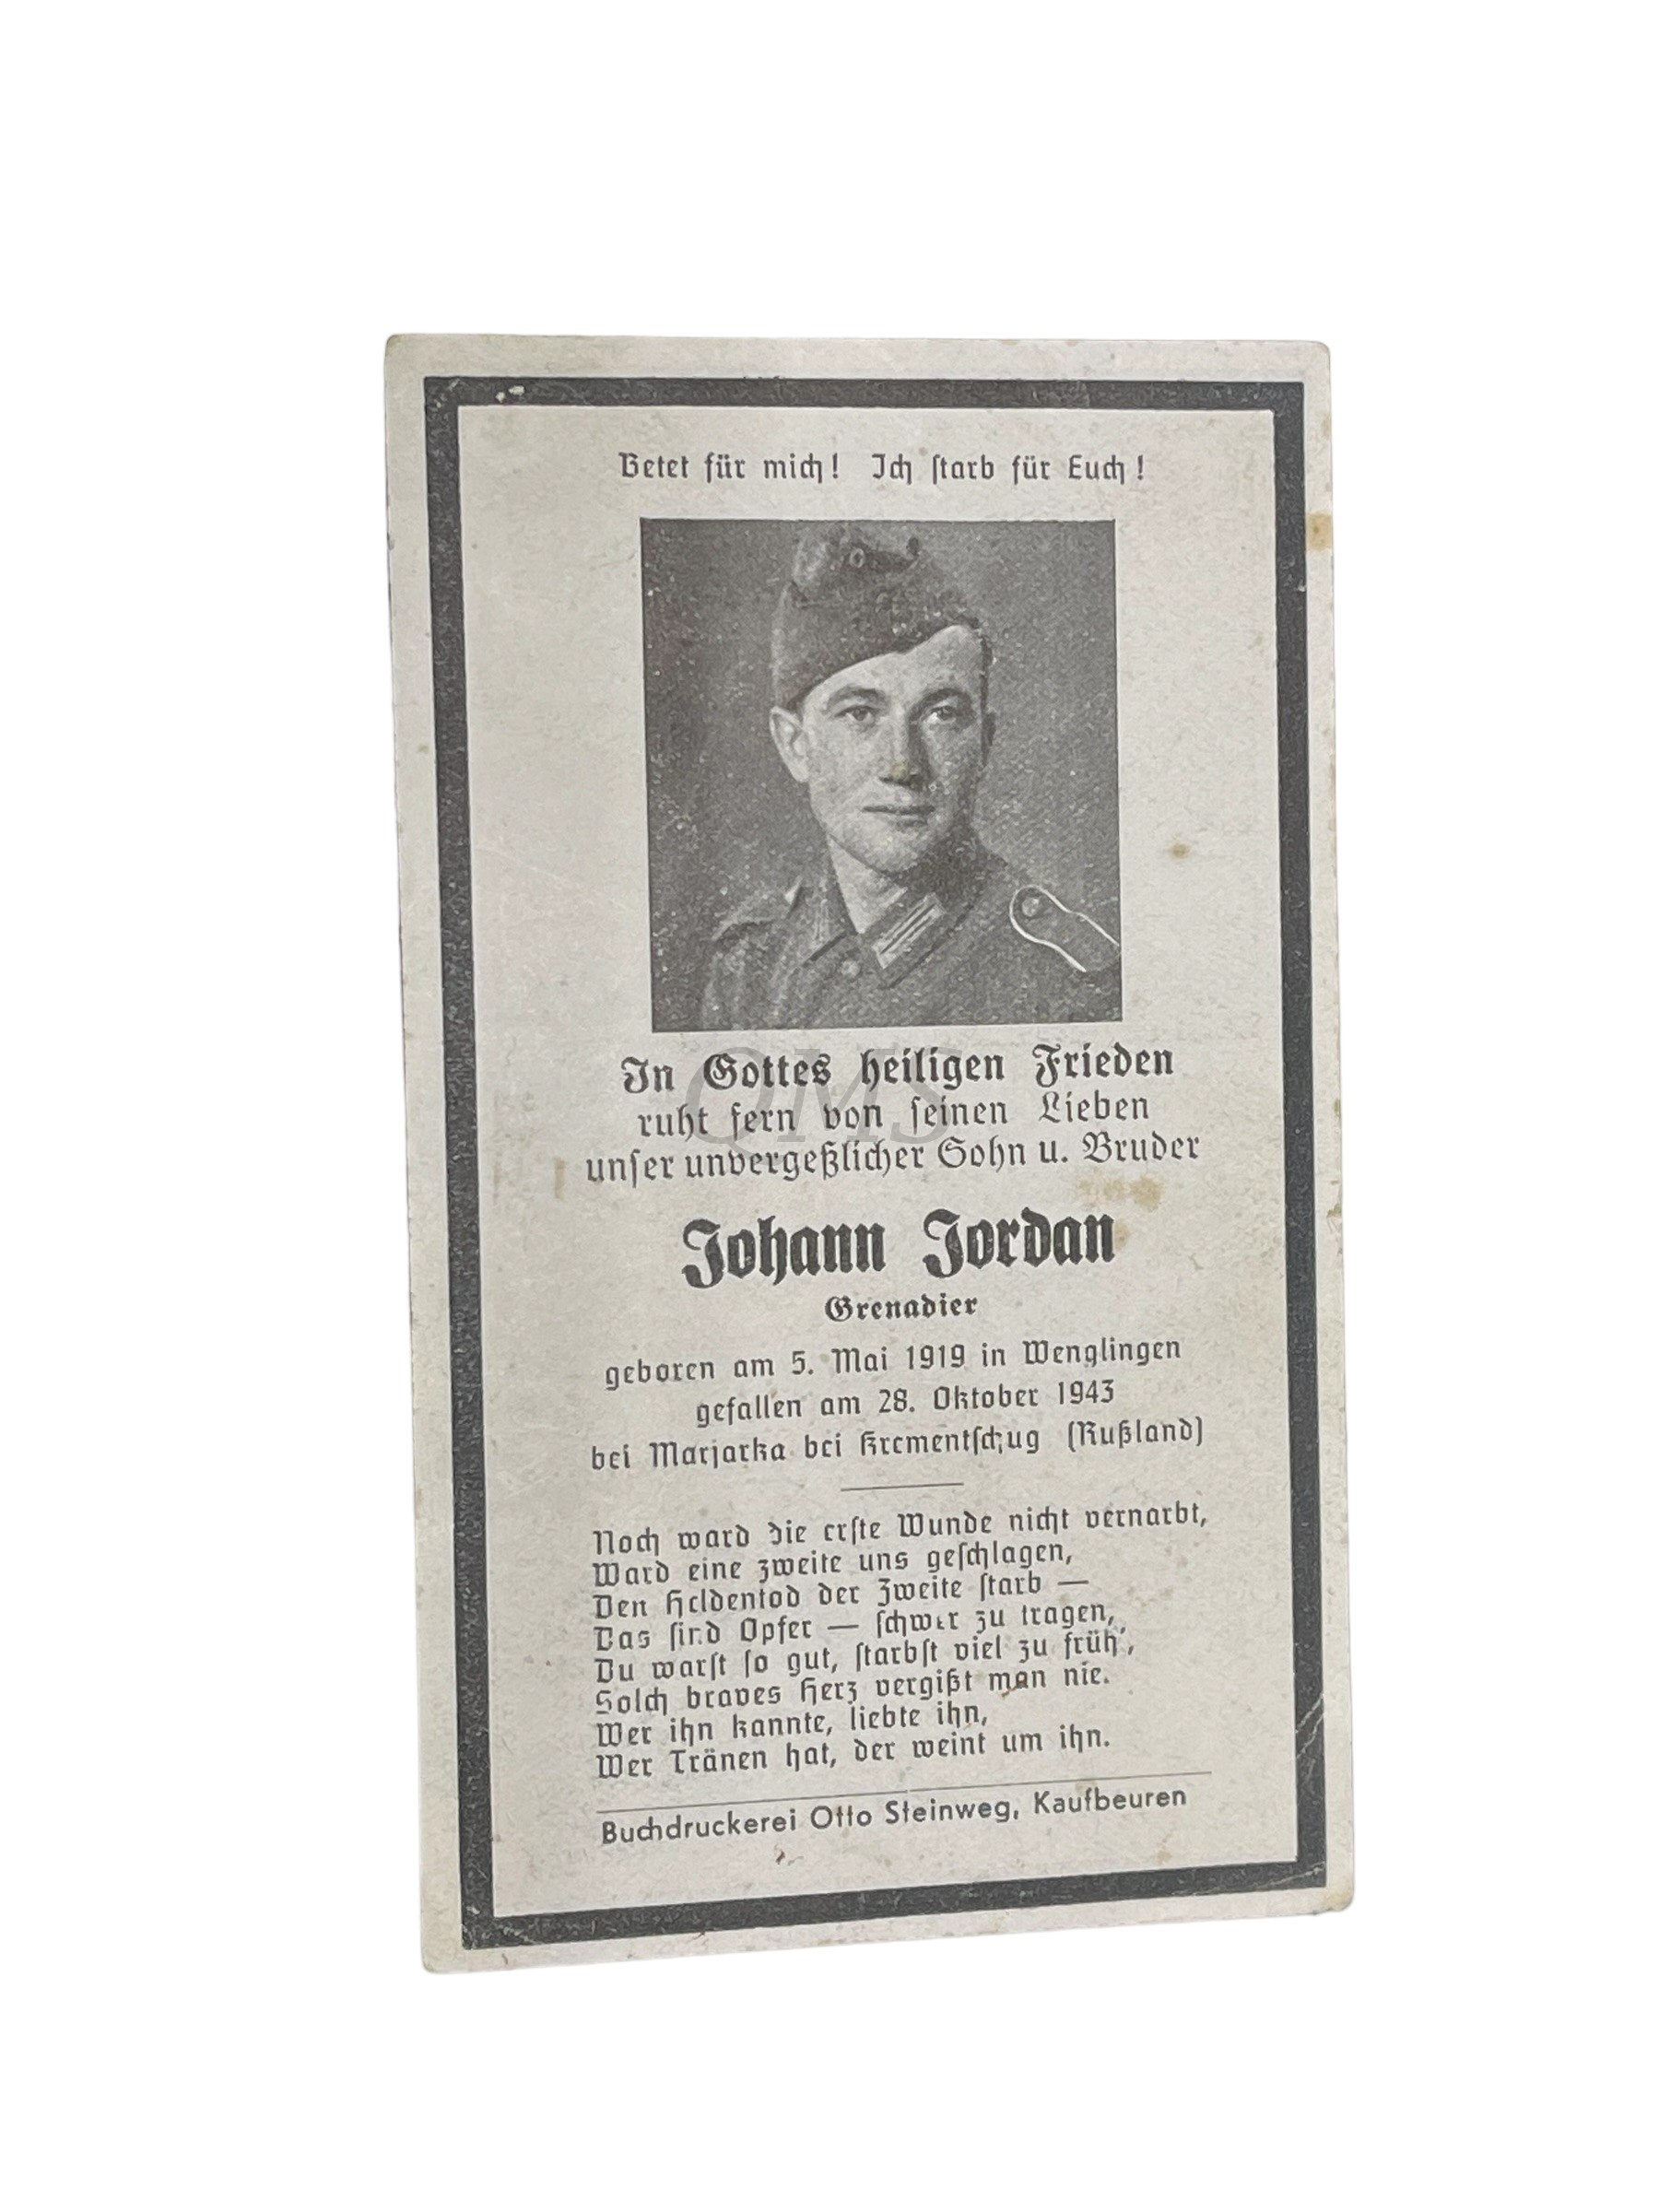 Betet für mich! Ich starb für Euch!
In Gottes heiligen Frieden
QMS
ruht fern von seinen Lieben
unser unvergeßlicher Sohn u. Bruder
Johann Jordan
Grenadier
geboren am 5. Mai 1919 in Wenglingen
gefallen am 28. Oktober 1943
bei Marjarka bei Krementschug (Rußland)
Noch ward die erste Wunde nicht vernarbt,
Ward eine zweite uns geschlagen,
Den Heldentod der Zweite starb —
Das sind Opfer — schwer zu tragen,
Du warst so gut, starbst viel zu früh',
Solch braves Herz vergißt man nie.
Wer ihn kannte, liebte ihn,
Wer Tränen hat, der weint um ihn.
Buchdruckerei Otto Steinweg, Kaufbeuren